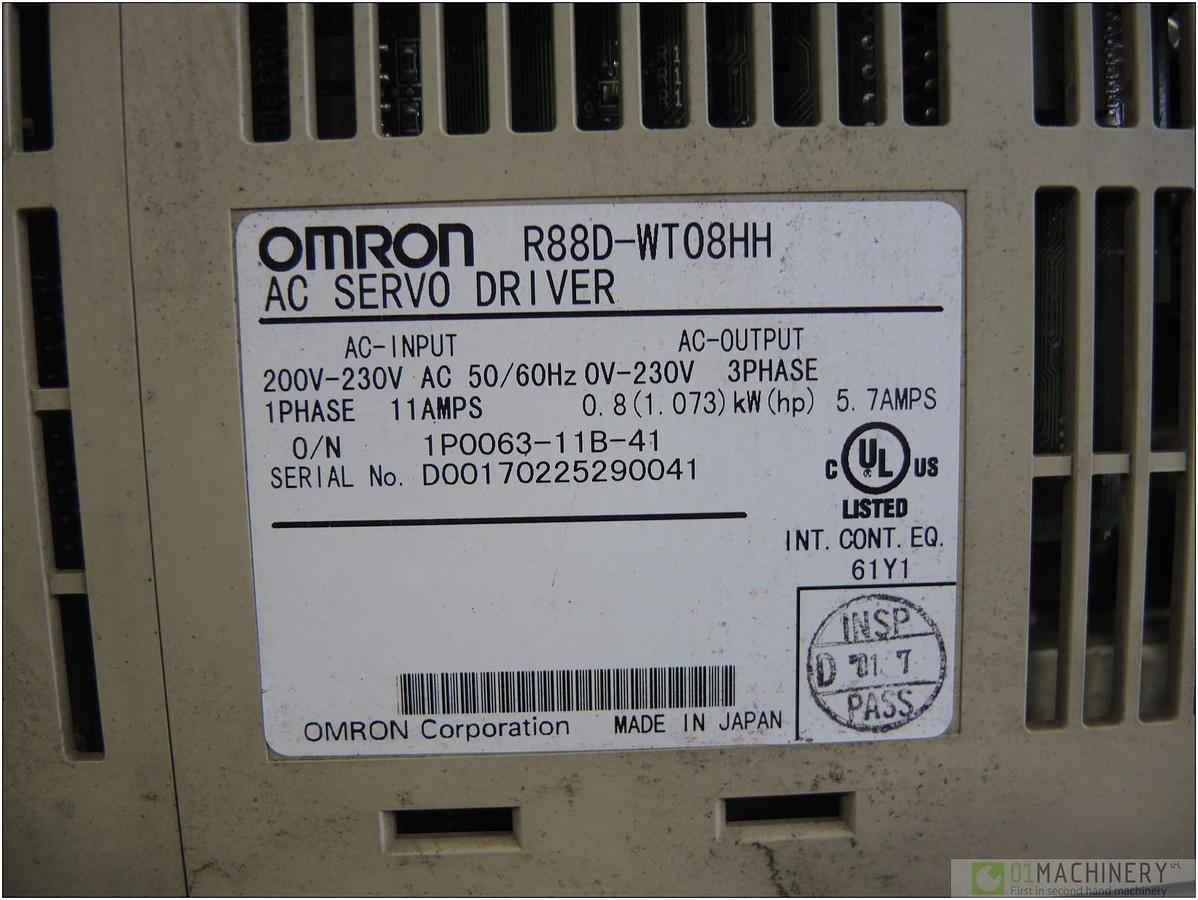 OMRON R88D-WT08HH
AC SERVO DRIVER
AC-INPUT AC-OUTPUT
200V-230V AC 50/60Hz 0V-230V 3PHASE
1PHASE 11AMPS 0.8(1.073)kW(hp) 5.7AMPS
O/N 1P0063-11B-41
SERIAL No. D00170225290041
C UL US
LISTED
INT. CONT. EQ.
61Y1
INSP
D '01. 7
PASS
OMRON Corporation MADE IN JAPAN
01MACHINERY srl
First in second hand machinery